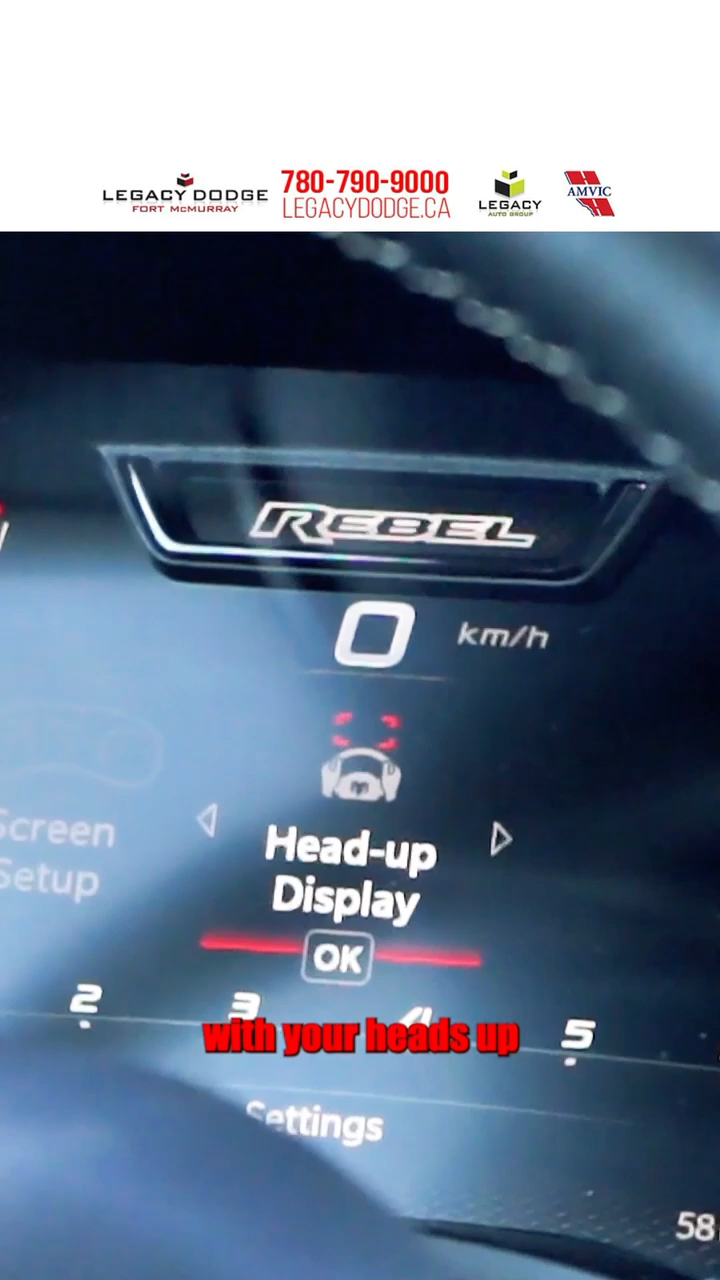 LEGACY DODGE
FORT McMURRAY
780-790-9000
LEGACYDODGE.CA
LEGACY
AUTO GROUP
AMVIC
REBEL
0 km/h
Screen
Setup
Head-up
Display
OK
2 3 4 5
with your heads up
Settings
58